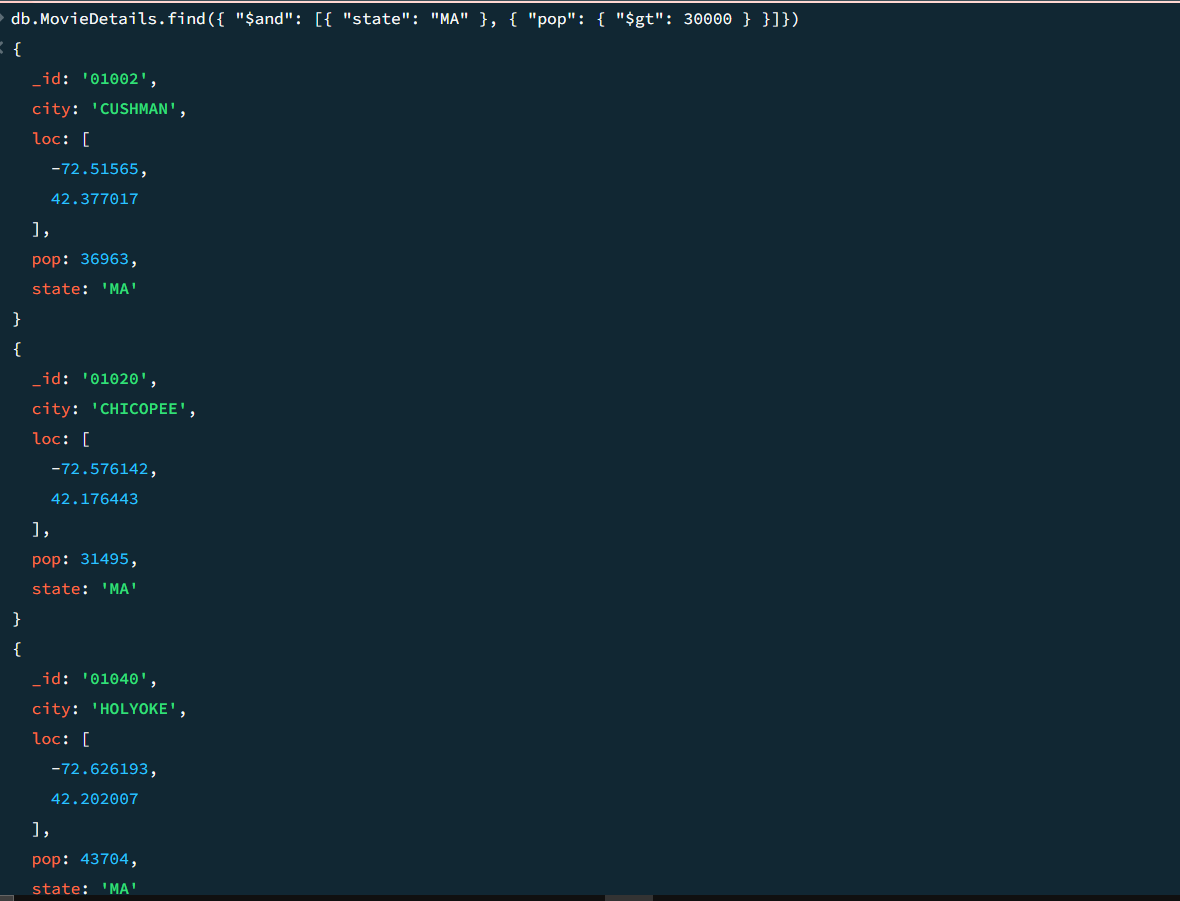 db.MovieDetails.find({ "$and": [{ "state": "MA" }, { "pop": { "$gt": 30000 } }]})
{
  _id: '01002',
  city: 'CUSHMAN',
  loc: [
    -72.51565,
    42.377017
  ],
  pop: 36963,
  state: 'MA'
}
{
  _id: '01020',
  city: 'CHICOPEE',
  loc: [
    -72.576142,
    42.176443
  ],
  pop: 31495,
  state: 'MA'
}
{
  _id: '01040',
  city: 'HOLYOKE',
  loc: [
    -72.626193,
    42.202007
  ],
  pop: 43704,
  state: 'MA'